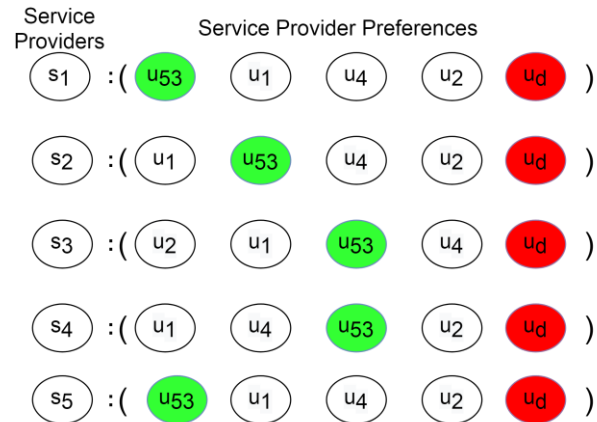 Service
Providers
Service Provider Preferences
s1 :( u53 u1 u4 u2 ud )
s2 :( u1 u53 u4 u2 ud )
s3 :( u2 u1 u53 u4 ud )
s4 :( u1 u4 u53 u2 ud )
s5 :( u53 u1 u4 u2 ud )